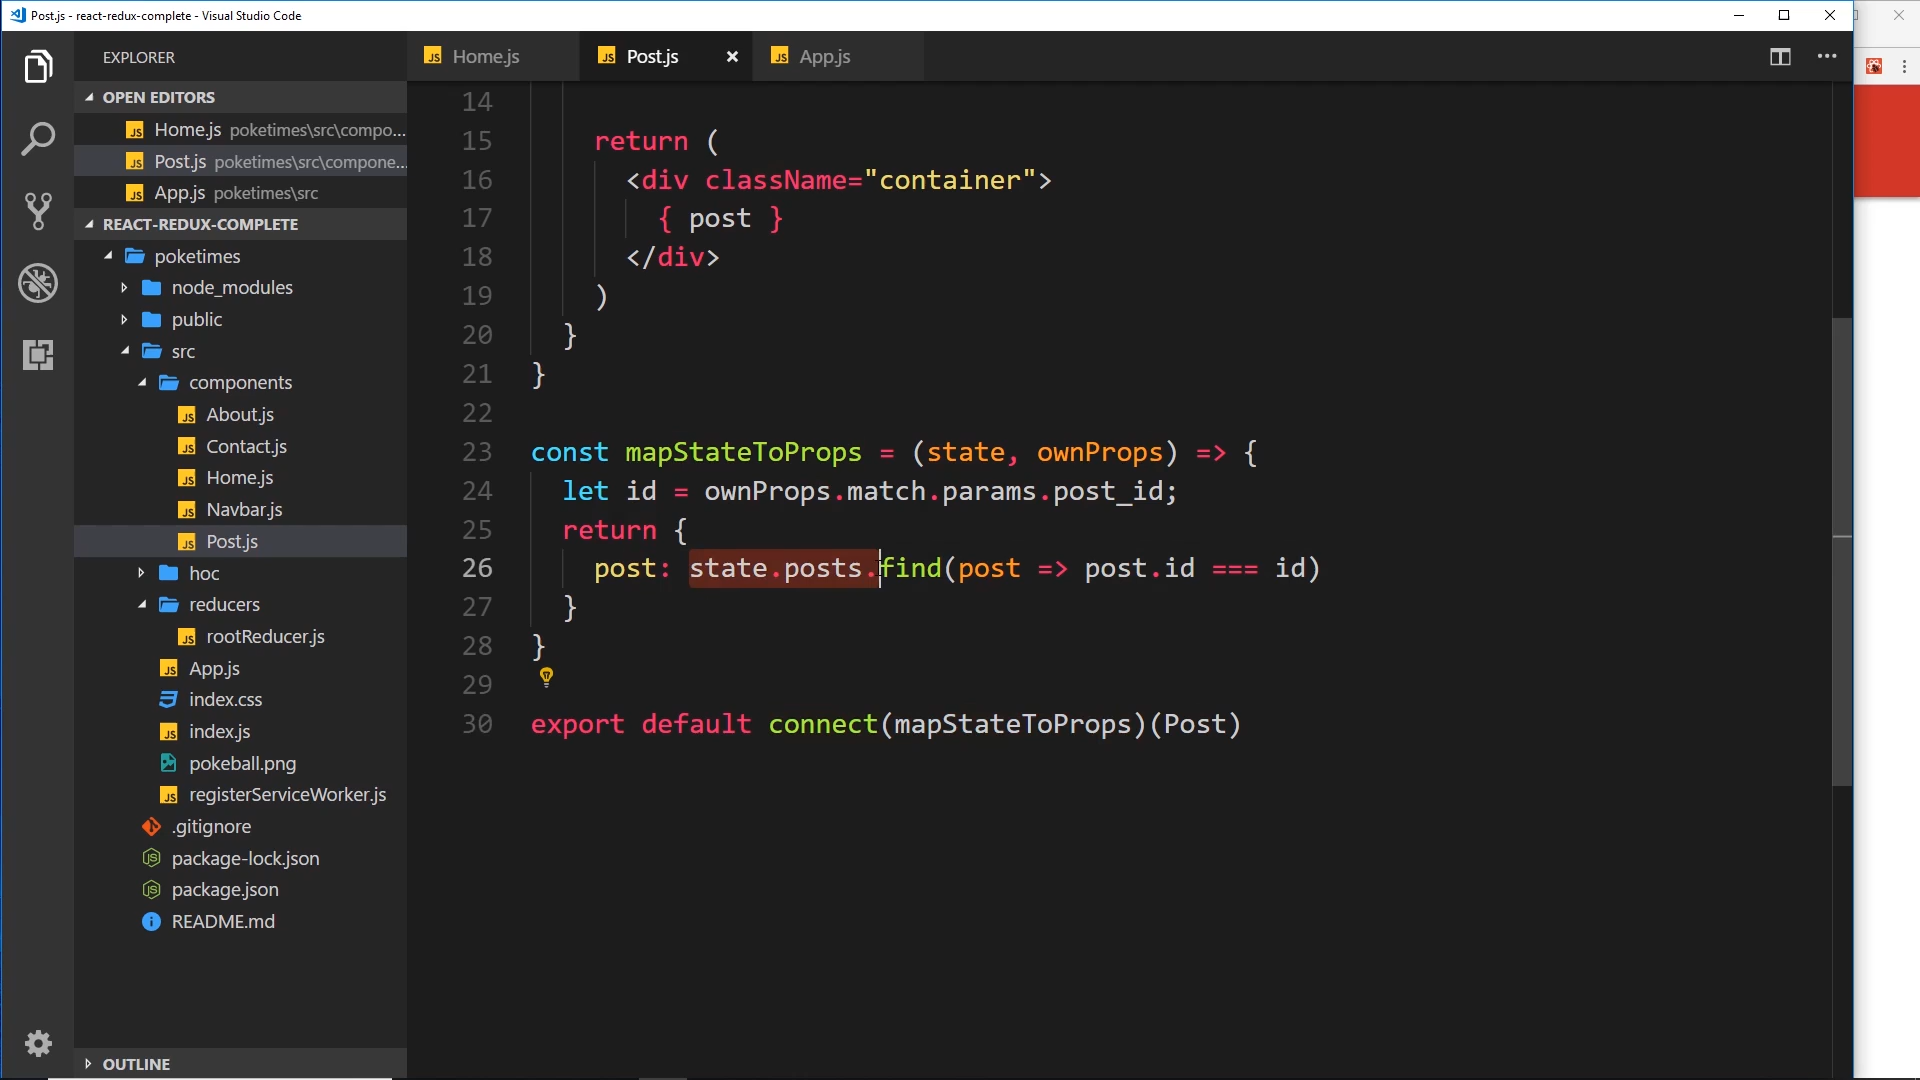 Post.js - react-redux-complete - Visual Studio Code
EXPLORER
OPEN EDITORS
Home.js poketimes\src\compo...
Post.js poketimes\src\compone...
App.js poketimes\src
REACT-REDUX-COMPLETE
poketimes
node_modules
public
src
components
About.js
Contact.js
Home.js
Navbar.js
Post.js
hoc
reducers
rootReducer.js
App.js
index.css
index.js
pokeball.png
registerServiceWorker.js
.gitignore
package-lock.json
package.json
README.md
OUTLINE
Home.js
Post.js
App.js
14
15 return (
16 <div className="container">
17 { post }
18 </div>
19 )
20 }
21 }
22
23 const mapStateToProps = (state, ownProps) => {
24 let id = ownProps.match.params.post_id;
25 return {
26 post: state.posts.find(post => post.id === id)
27 }
28 }
29
30 export default connect(mapStateToProps)(Post)